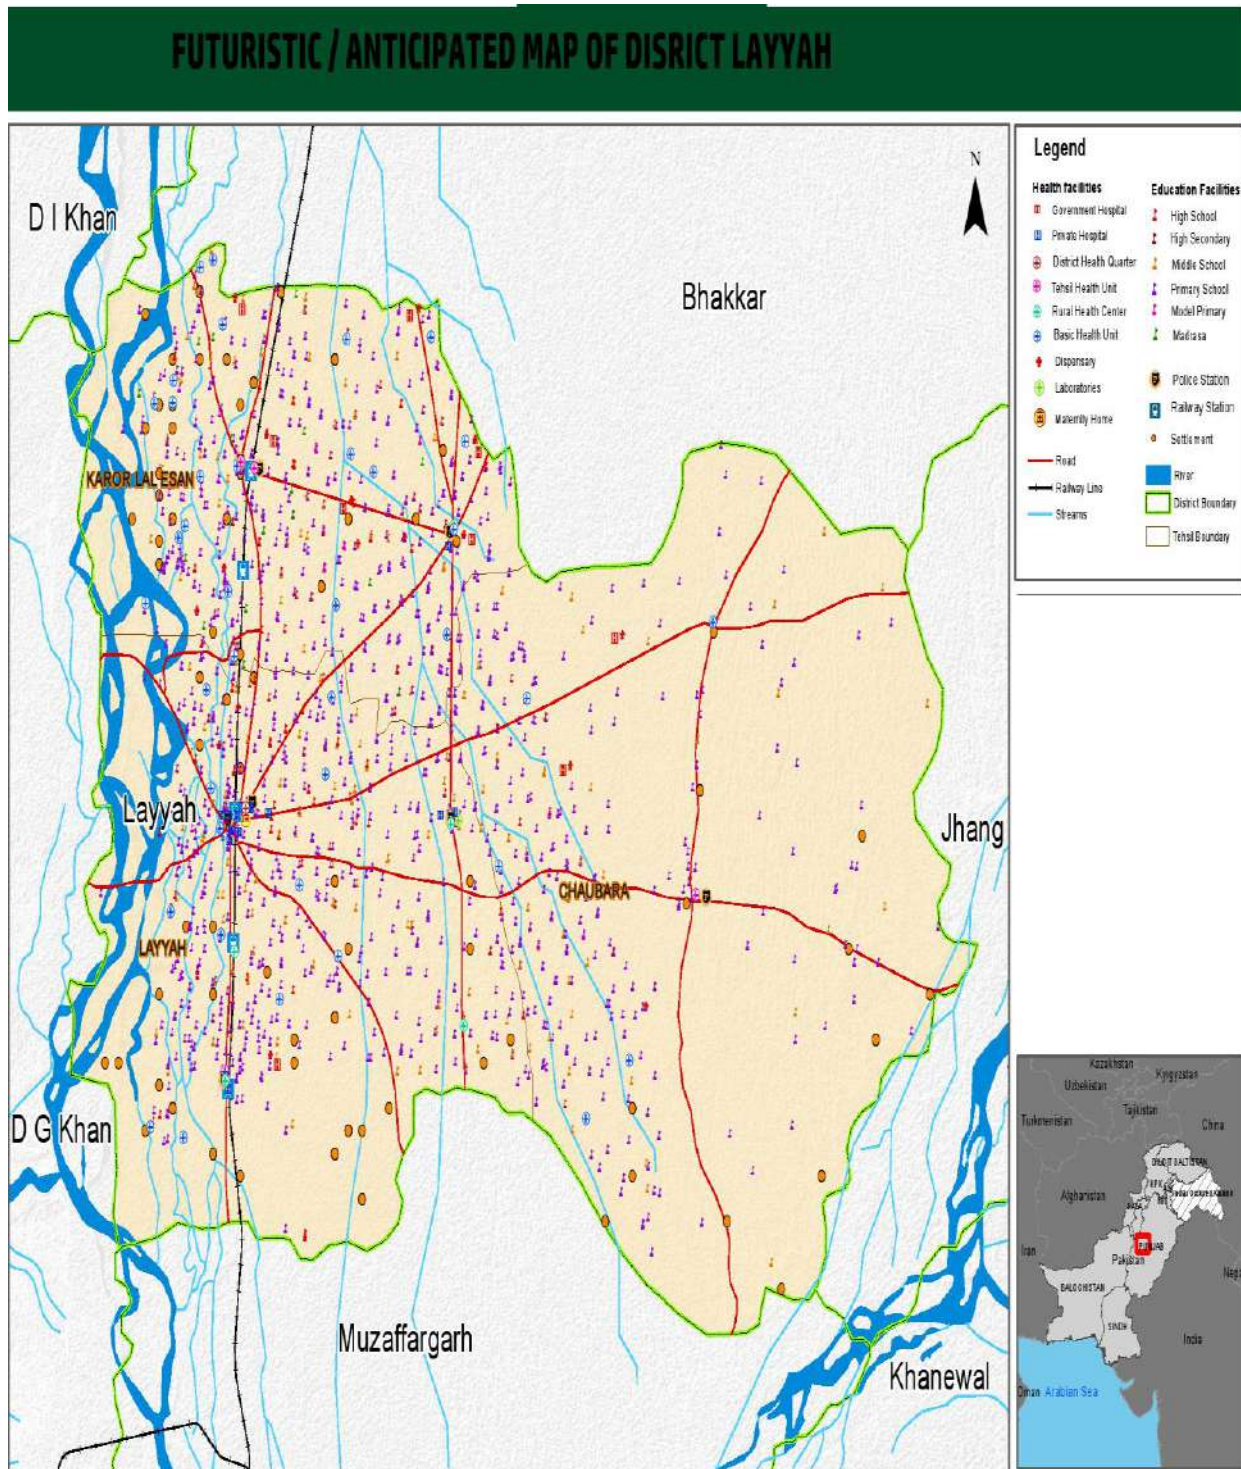 FUTURISTIC / ANTICIPATED MAP OF DISRICT LAYYAH
D I Khan
Bhakkar
N
KAROR LAL ESAN
Layyah
Jhang
CHAUBARA
LAYYAH
D G Khan
Muzaffargarh
Khanewal
Legend
Health facilities
Government Hospital
Private Hospital
District Health Quarter
Tehsil Health Unit
Rural Health Center
Basic Health Unit
Dispensary
Laboratories
Maternity Home
Road
Railway Line
Streams
Education Facilities
High School
High Secondary
Middle School
Primary School
Model Primary
Madrasa
Police Station
Railway Station
Settlement
River
District Boundary
Tehsil Boundary
Kazakhstan
Kyrgyzstan
Uzbekistan
Tajikistan
Turkmenistan
China
GILGIT BALTISTAN
KPK
Afghanistan
Iran
PUNJAB
Pakistan
Nep
BALOCHISTAN
SINDH
India
Oman
Arabian Sea